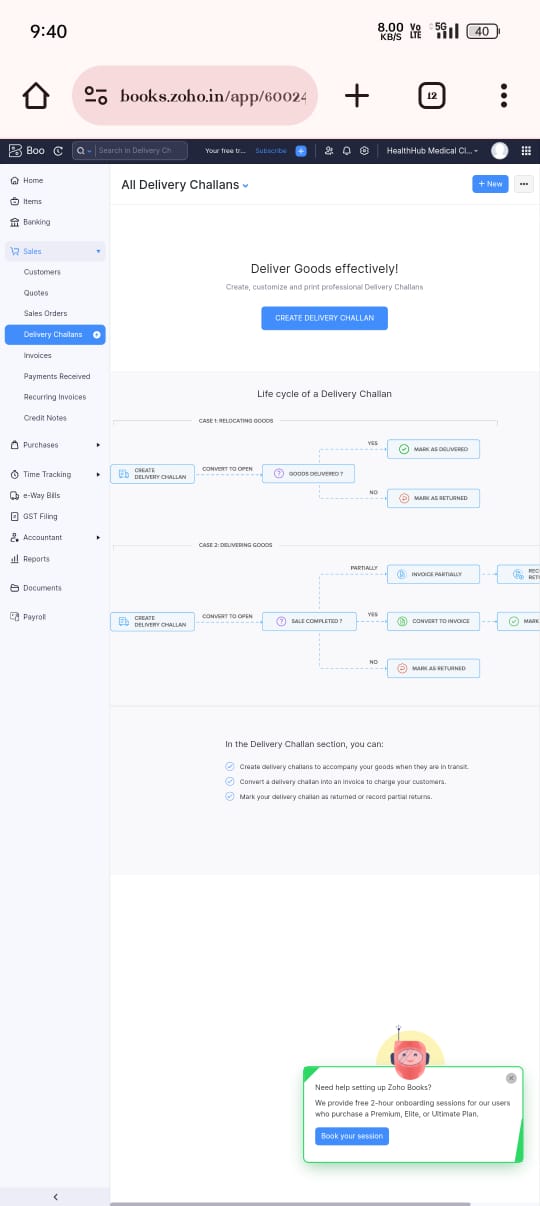 9:40
8.00 KB/S Vo LTE 5G 40
books.zoho.in/app/6002
12
Boo
Search in Delivery Ch
Your free tr... Subscribe
HealthHub Medical Cl...
Home
Items
Banking
Sales
Customers
Quotes
Sales Orders
Delivery Challans
Invoices
Payments Received
Recurring Invoices
Credit Notes
Purchases
Time Tracking
e-Way Bills
GST Filing
Accountant
Reports
Documents
Payroll
All Delivery Challans
+ New
Deliver Goods effectively!
Create, customize and print professional Delivery Challans
CREATE DELIVERY CHALLAN
Life cycle of a Delivery Challan
CASE 1: RELOCATING GOODS
YES
MARK AS DELIVERED
CREATE
DELIVERY CHALLAN
CONVERT TO OPEN
GOODS DELIVERED ?
NO
MARK AS RETURNED
CASE 2: DELIVERING GOODS
PARTIALLY
INVOICE PARTIALLY
REC
RET
CREATE
DELIVERY CHALLAN
CONVERT TO OPEN
SALE COMPLETED ?
YES
CONVERT TO INVOICE
MARK
NO
MARK AS RETURNED
In the Delivery Challan section, you can:
Create delivery challans to accompany your goods when they are in transit.
Convert a delivery challan into an invoice to charge your customers.
Mark your delivery challan as returned or record partial returns.
Need help setting up Zoho Books?
We provide free 2-hour onboarding sessions for our users
who purchase a Premium, Elite, or Ultimate Plan.
Book your session